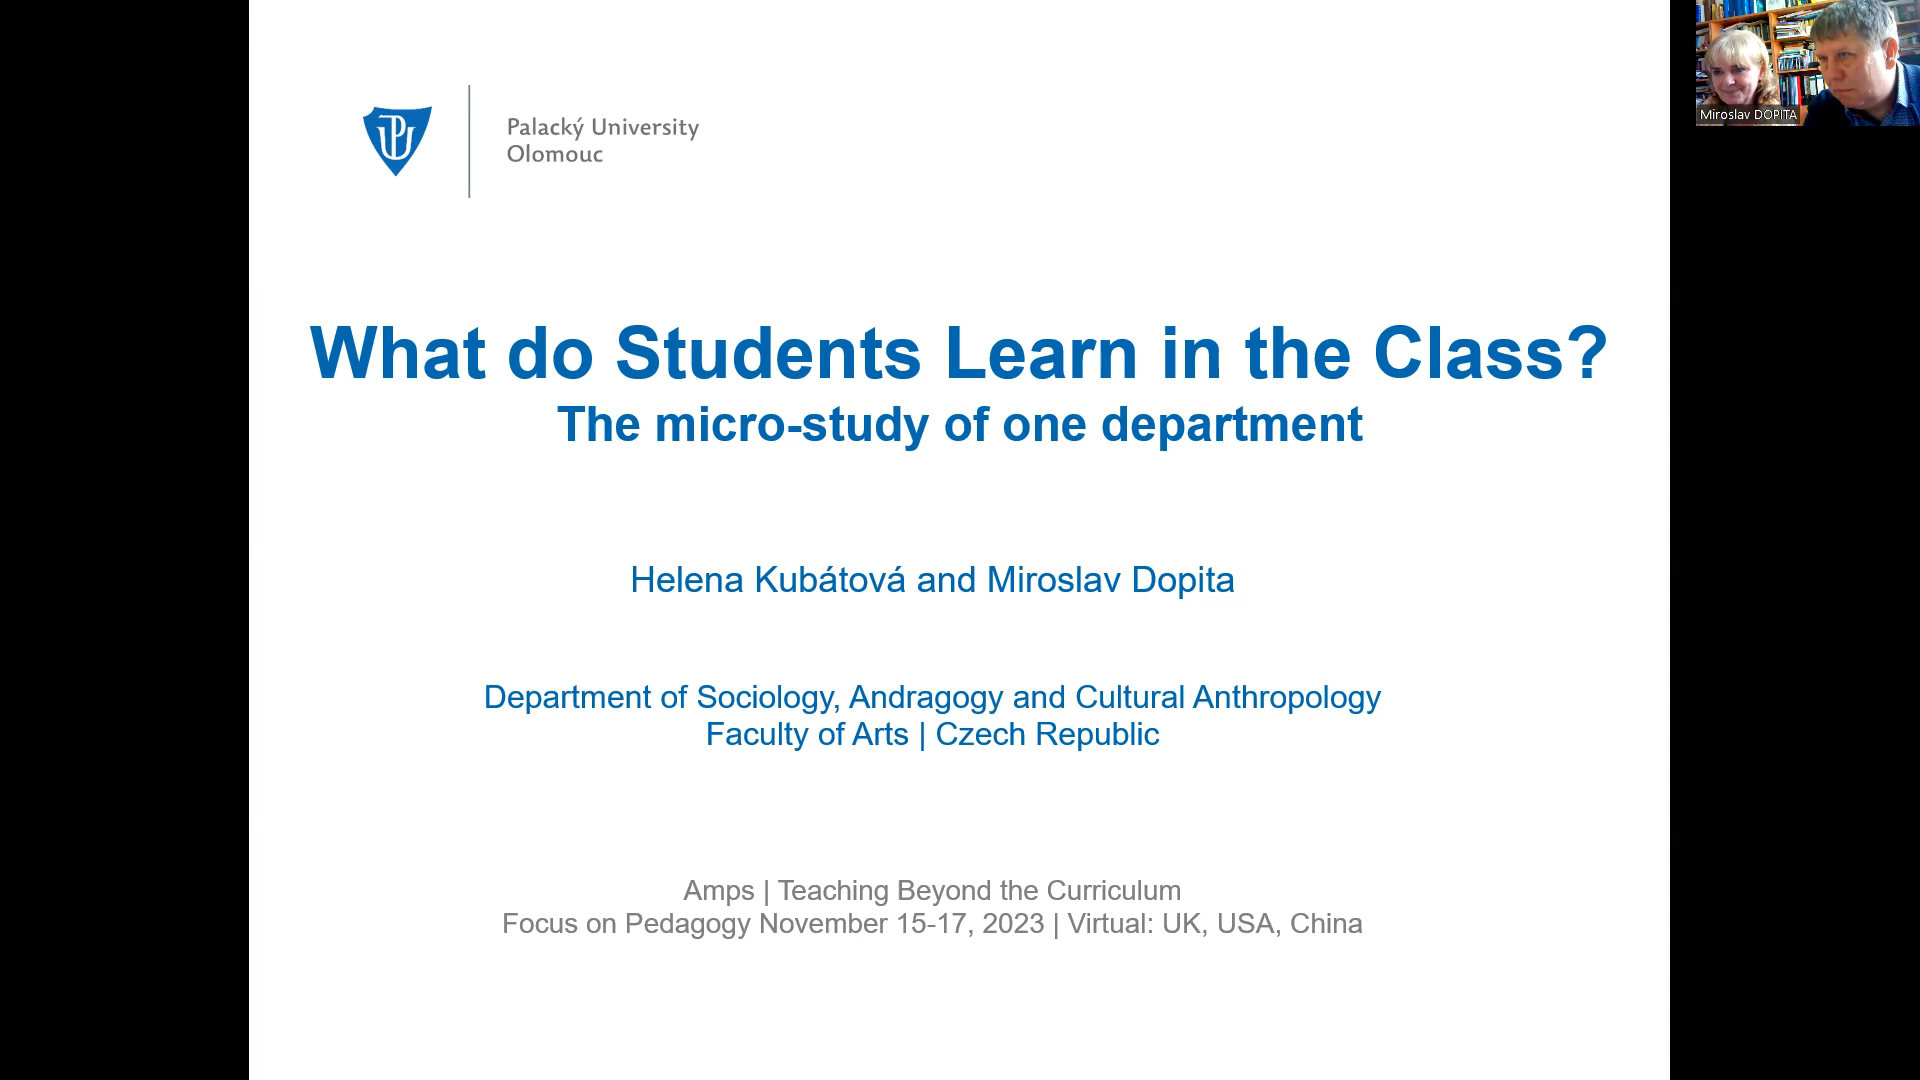 Palacký University
Olomouc
Miroslav DOPITA
What do Students Learn in the Class?
The micro-study of one department
Helena Kubátová and Miroslav Dopita
Department of Sociology, Andragogy and Cultural Anthropology
Faculty of Arts | Czech Republic
Amps | Teaching Beyond the Curriculum
Focus on Pedagogy November 15-17, 2023 | Virtual: UK, USA, China